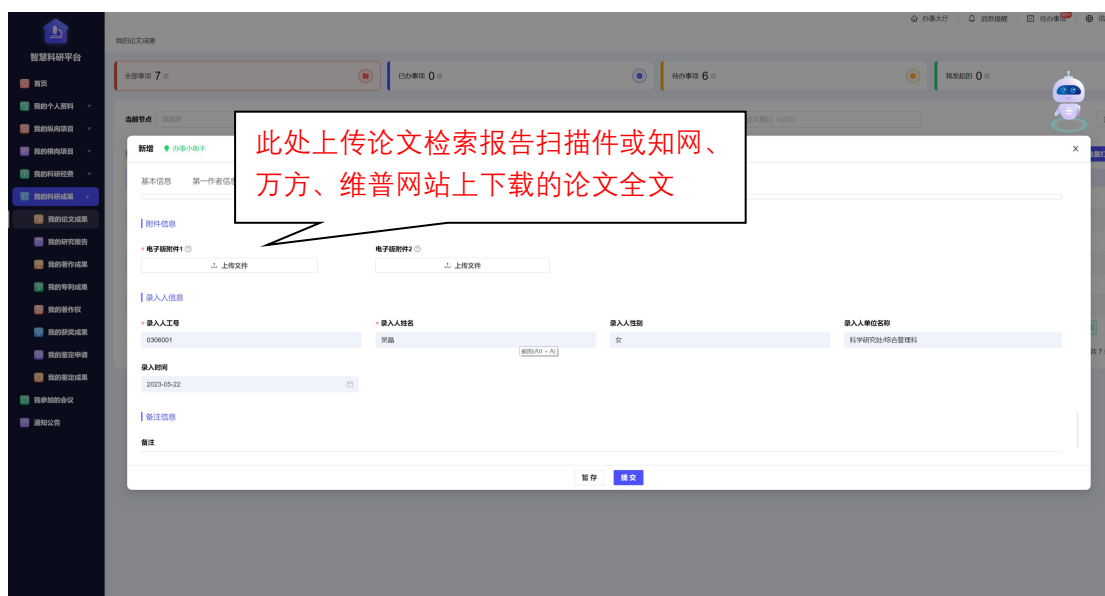 办事大厅
消息提醒
待办事项
智慧科研平台
我的论文成果
全部事项 7 项
已办事项 0 项
待办事项 6 项
我发起的 0 项
首页
我的个人资料
我的纵向项目
我的横向项目
我的科研经费
我的科研成果
我的论文成果
我的研究报告
我的著作成果
我的专利成果
我的著作权
我的获奖成果
我的鉴定申请
我的鉴定成果
我参加的会议
通知公告
当前节点 请选择
新增 办事小助手
基本信息 第一作者信息
此处上传论文检索报告扫描件或知网、
万方、维普网站上下载的论文全文
附件信息
* 电子版附件1
电子版附件2
上传文件
上传文件
录入人信息
* 录入人工号
* 录入人姓名
录入人性别
录入人单位名称
0306001
吴晶
女
科学研究处/综合管理科
截图(Alt + A)
录入时间
2023-05-22
备注信息
备注
暂 存
提 交
共 7